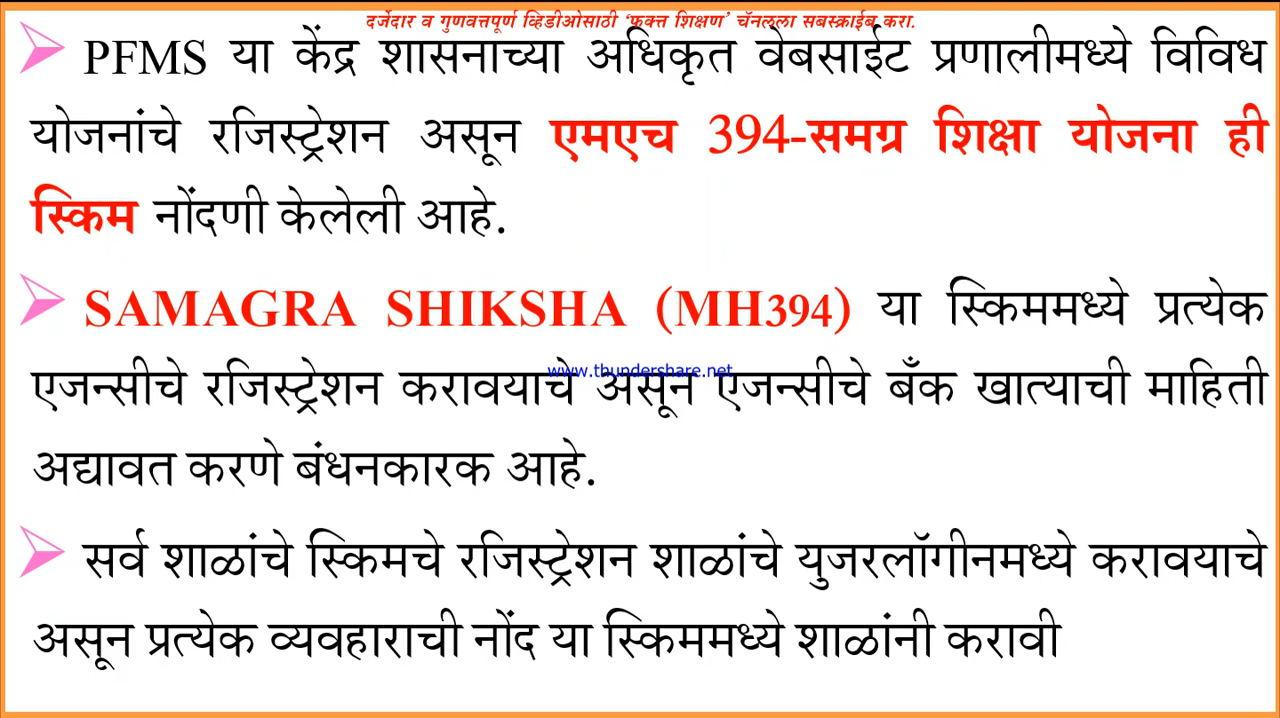 दर्जेदार व गुणवत्तपूर्ण व्हिडीओसाठी ‘फक्त शिक्षण’ चॅनलला सबस्क्राईब करा.
PFMS या केंद्र शासनाच्या अधिकृत वेबसाईट प्रणालीमध्ये विविध
योजनांचे रजिस्ट्रेशन असून एमएच 394-समग्र शिक्षा योजना ही
स्किम नोंदणी केलेली आहे.
SAMAGRA SHIKSHA (MH394) या स्किममध्ये प्रत्येक
www.thundershare.net
एजन्सीचे रजिस्ट्रेशन करावयाचे असून एजन्सीचे बँक खात्याची माहिती
अद्यावत करणे बंधनकारक आहे.
सर्व शाळांचे स्किमचे रजिस्ट्रेशन शाळांचे युजरलॉगीनमध्ये करावयाचे
असून प्रत्येक व्यवहाराची नोंद या स्किममध्ये शाळांनी करावी